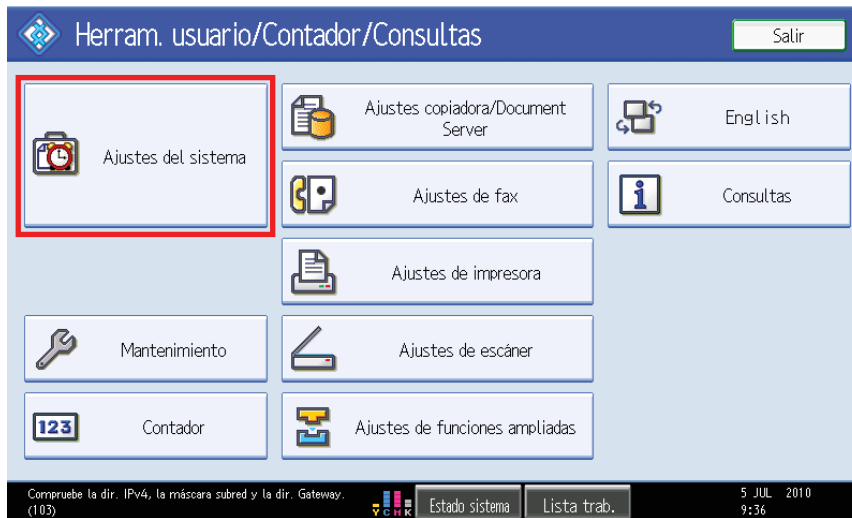 Herram. usuario/Contador/Consultas
Salir
Ajustes del sistema
Ajustes copiadora/Document
Server
English
Ajustes de fax
Consultas
Ajustes de impresora
Mantenimiento
Ajustes de escáner
123
Contador
Ajustes de funciones ampliadas
Compruebe la dir. IPv4, la máscara subred y la dir. Gateway.
(103)
Y C M K
Estado sistema
Lista trab.
5 JUL 2010
9:36